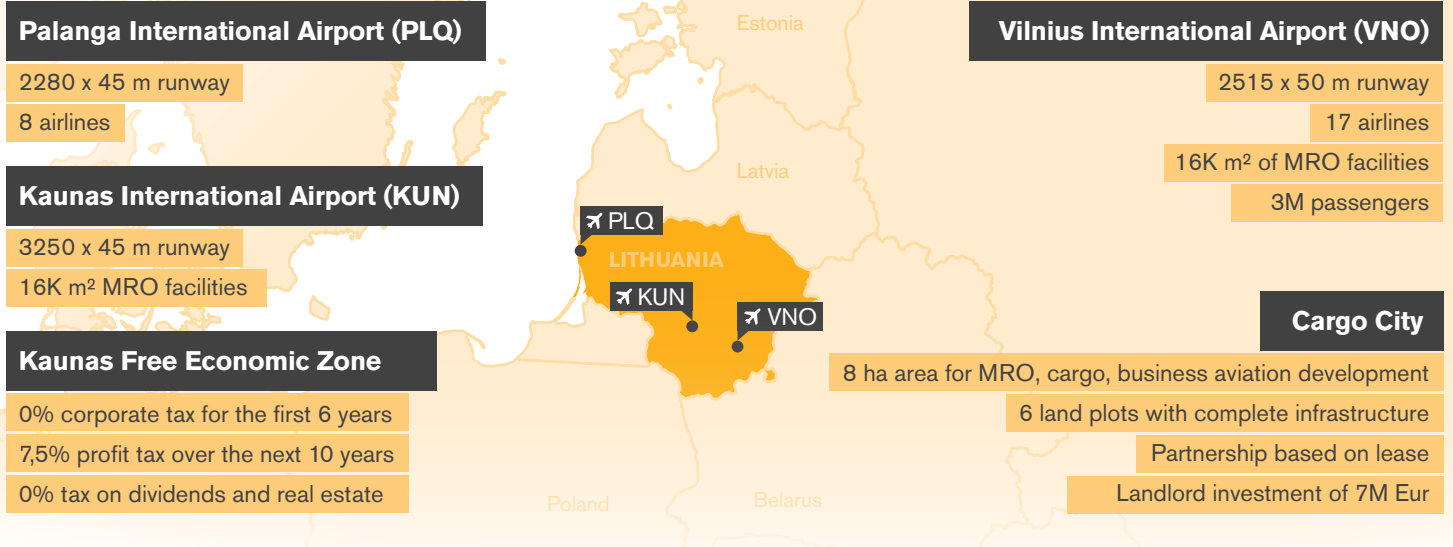 Palanga International Airport (PLQ)
2280 x 45 m runway
8 airlines
Kaunas International Airport (KUN)
3250 x 45 m runway
16K m² MRO facilities
Kaunas Free Economic Zone
0% corporate tax for the first 6 years
7,5% profit tax over the next 10 years
0% tax on dividends and real estate
Estonia
Latvia
PLQ
LITHUANIA
KUN
VNO
Poland
Belarus
Vilnius International Airport (VNO)
2515 x 50 m runway
17 airlines
16K m² of MRO facilities
3M passengers
Cargo City
8 ha area for MRO, cargo, business aviation development
6 land plots with complete infrastructure
Partnership based on lease
Landlord investment of 7M Eur